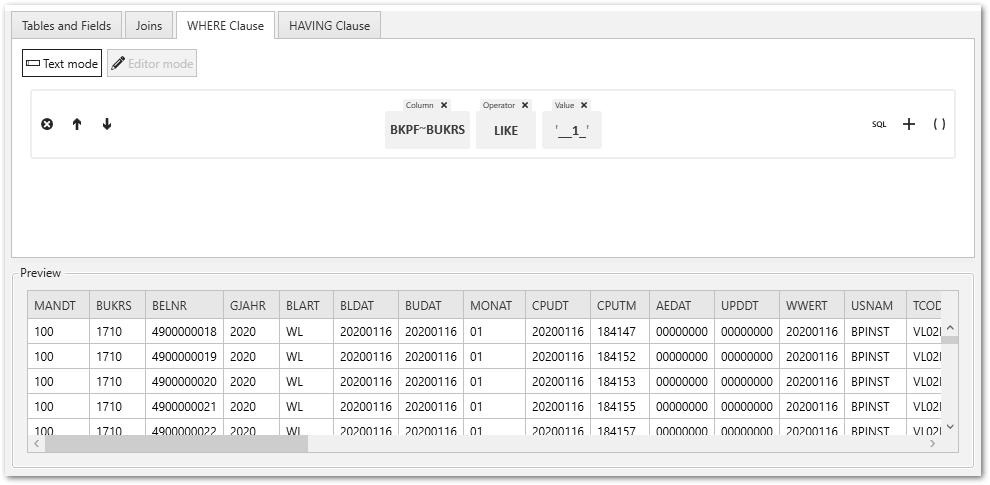 Tables and Fields Joins WHERE Clause HAVING Clause
Text mode Editor mode
Column Operator Value
BKPF~BUKRS LIKE '__1_' SQL ( )
Preview
MANDT BUKRS BELNR GJAHR BLART BLDAT BUDAT MONAT CPUDT CPUTM AEDAT UPDDT WWERT USNAM TCOD
100 1710 4900000018 2020 WL 20200116 20200116 01 20200116 184147 00000000 00000000 20200116 BPINST VL02
100 1710 4900000019 2020 WL 20200116 20200116 01 20200116 184152 00000000 00000000 20200116 BPINST VL02
100 1710 4900000020 2020 WL 20200116 20200116 01 20200116 184153 00000000 00000000 20200116 BPINST VL02
100 1710 4900000021 2020 WL 20200116 20200116 01 20200116 184155 00000000 00000000 20200116 BPINST VL02
100 1710 4900000022 2020 WL 20200116 20200116 01 20200116 184157 00000000 00000000 20200116 BPINST VL02